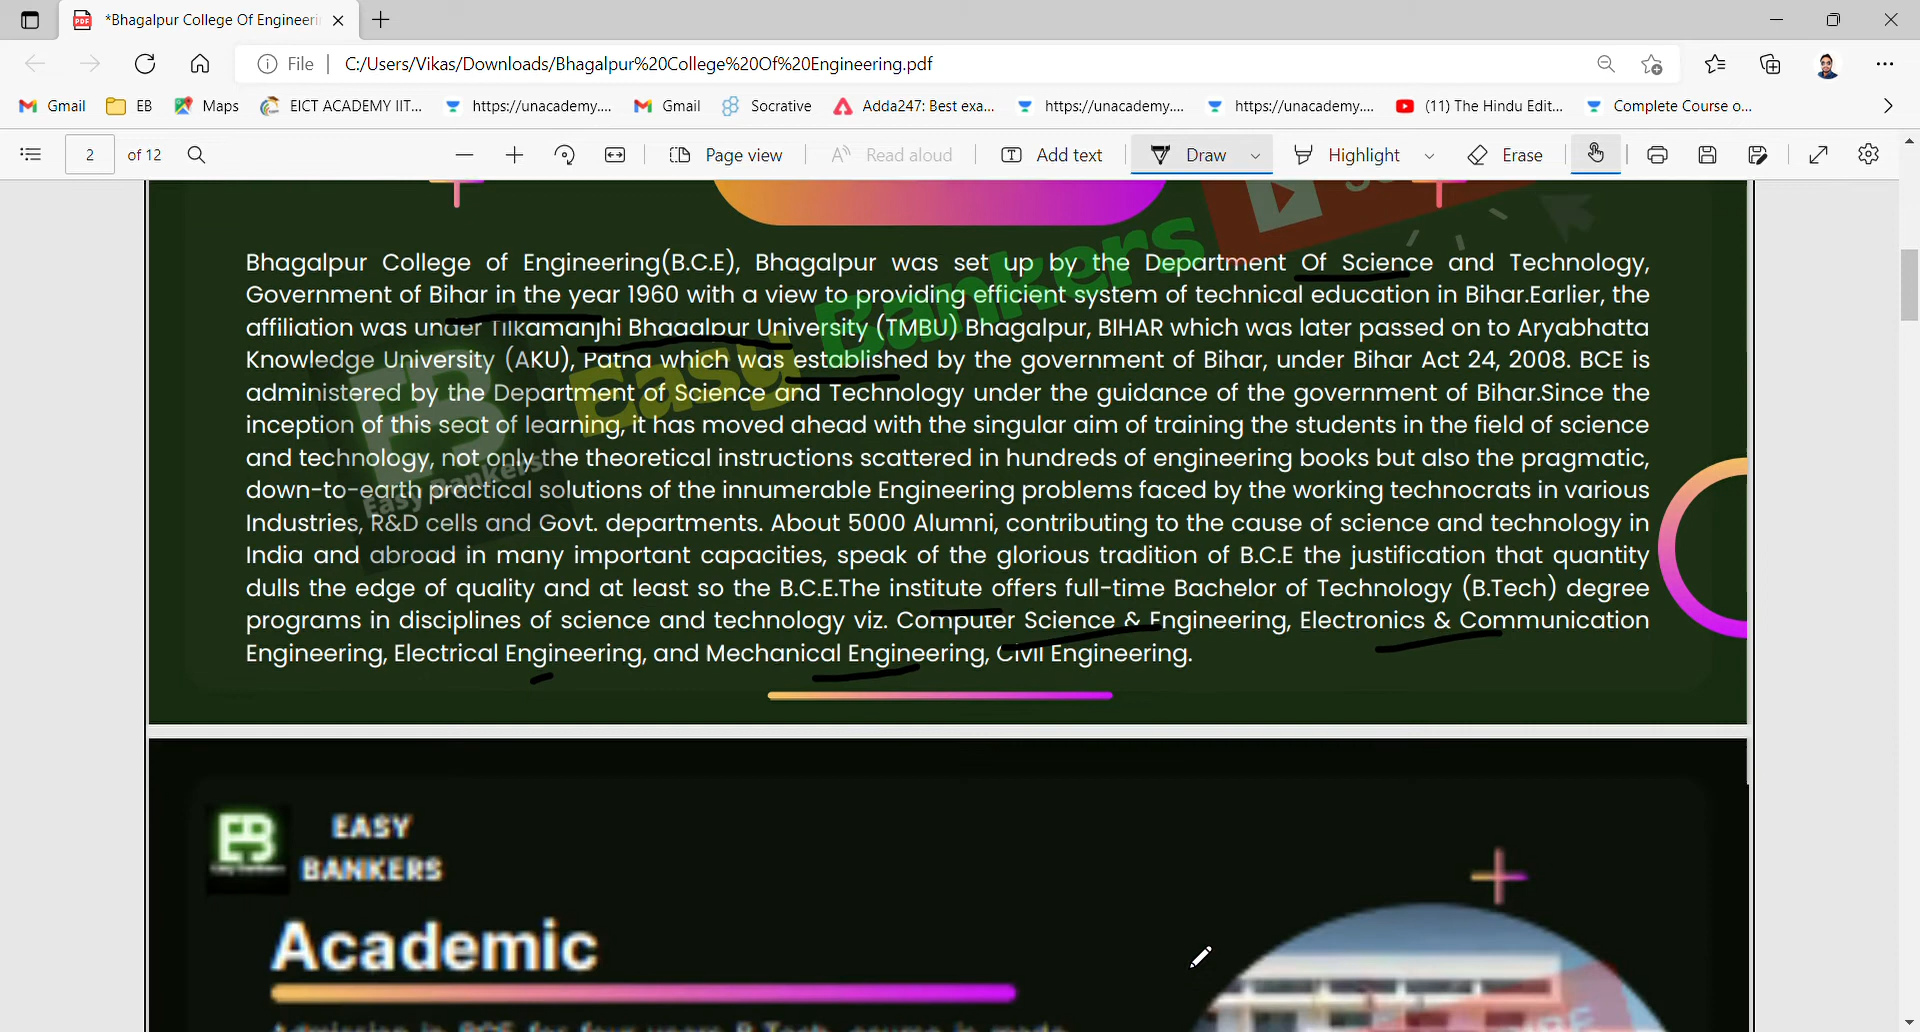 *Bhagalpur College Of Engineeri
File
C:/Users/Vikas/Downloads/Bhagalpur%20College%20Of%20Engineering.pdf
Gmail
EB
Maps
EICT ACADEMY IIT...
https://unacademy....
Gmail
Socrative
Adda247: Best exa...
https://unacademy....
https://unacademy....
(11) The Hindu Edit...
Complete Course o...
2 of 12
Page view
Read aloud
Add text
Draw
Highlight
Erase
Bhagalpur College of Engineering(B.C.E), Bhagalpur was set up by the Department Of Science and Technology,
Government of Bihar in the year 1960 with a view to providing efficient system of technical education in Bihar.Earlier, the
affiliation was under Tilkamanjhi Bhagalpur University (TMBU) Bhagalpur, BIHAR which was later passed on to Aryabhatta
Knowledge University (AKU), Patna which was established by the government of Bihar, under Bihar Act 24, 2008. BCE is
administered by the Department of Science and Technology under the guidance of the government of Bihar.Since the
inception of this seat of learning, it has moved ahead with the singular aim of training the students in the field of science
and technology, not only the theoretical instructions scattered in hundreds of engineering books but also the pragmatic,
down-to-earth practical solutions of the innumerable Engineering problems faced by the working technocrats in various
Industries, R&D cells and Govt. departments. About 5000 Alumni, contributing to the cause of science and technology in
India and abroad in many important capacities, speak of the glorious tradition of B.C.E the justification that quantity
dulls the edge of quality and at least so the B.C.E.The institute offers full-time Bachelor of Technology (B.Tech) degree
programs in disciplines of science and technology viz. Computer Science & Engineering, Electronics & Communication
Engineering, Electrical Engineering, and Mechanical Engineering, Civil Engineering.
EB
Easy Bankers
Easy Bankers
EB
EASY
BANKERS
Academic